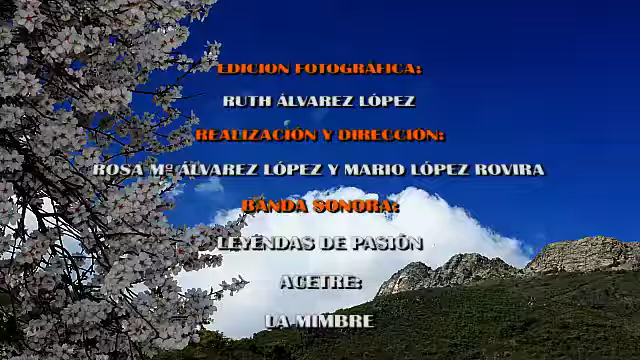 EDICION FOTOGRÁFICA:
RUTH ÁLVAREZ LÓPEZ
REALIZACIÓN Y DIRECCIÓN:
ROSA Mª ÁLVAREZ LÓPEZ Y MARIO LÓPEZ ROVIRA
BANDA SONORA:
LEYENDAS DE PASIÓN
ACETRE:
LA MIMBRE